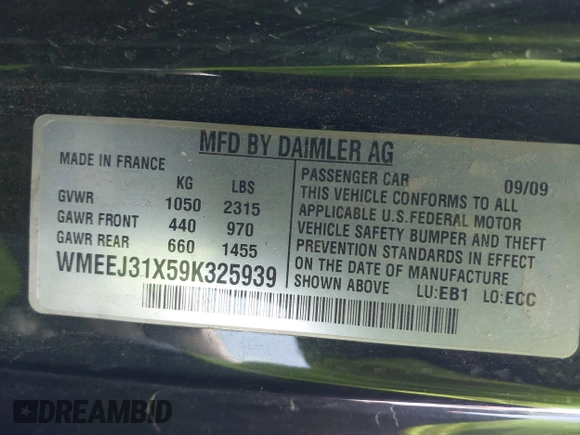 MFD BY DAIMLER AG
MADE IN FRANCE
KG LBS
GVWR 1050 2315
GAWR FRONT 440 970
GAWR REAR 660 1455
WMEEJ31X59K325939
PASSENGER CAR 09/09
THIS VEHICLE CONFORMS TO ALL
APPLICABLE U.S.FEDERAL MOTOR
VEHICLE SAFETY BUMPER AND THEFT
PREVENTION STANDARDS IN EFFECT
ON THE DATE OF MANUFACTURE
SHOWN ABOVE LU:EB1 LO:ECC
DREAMBID